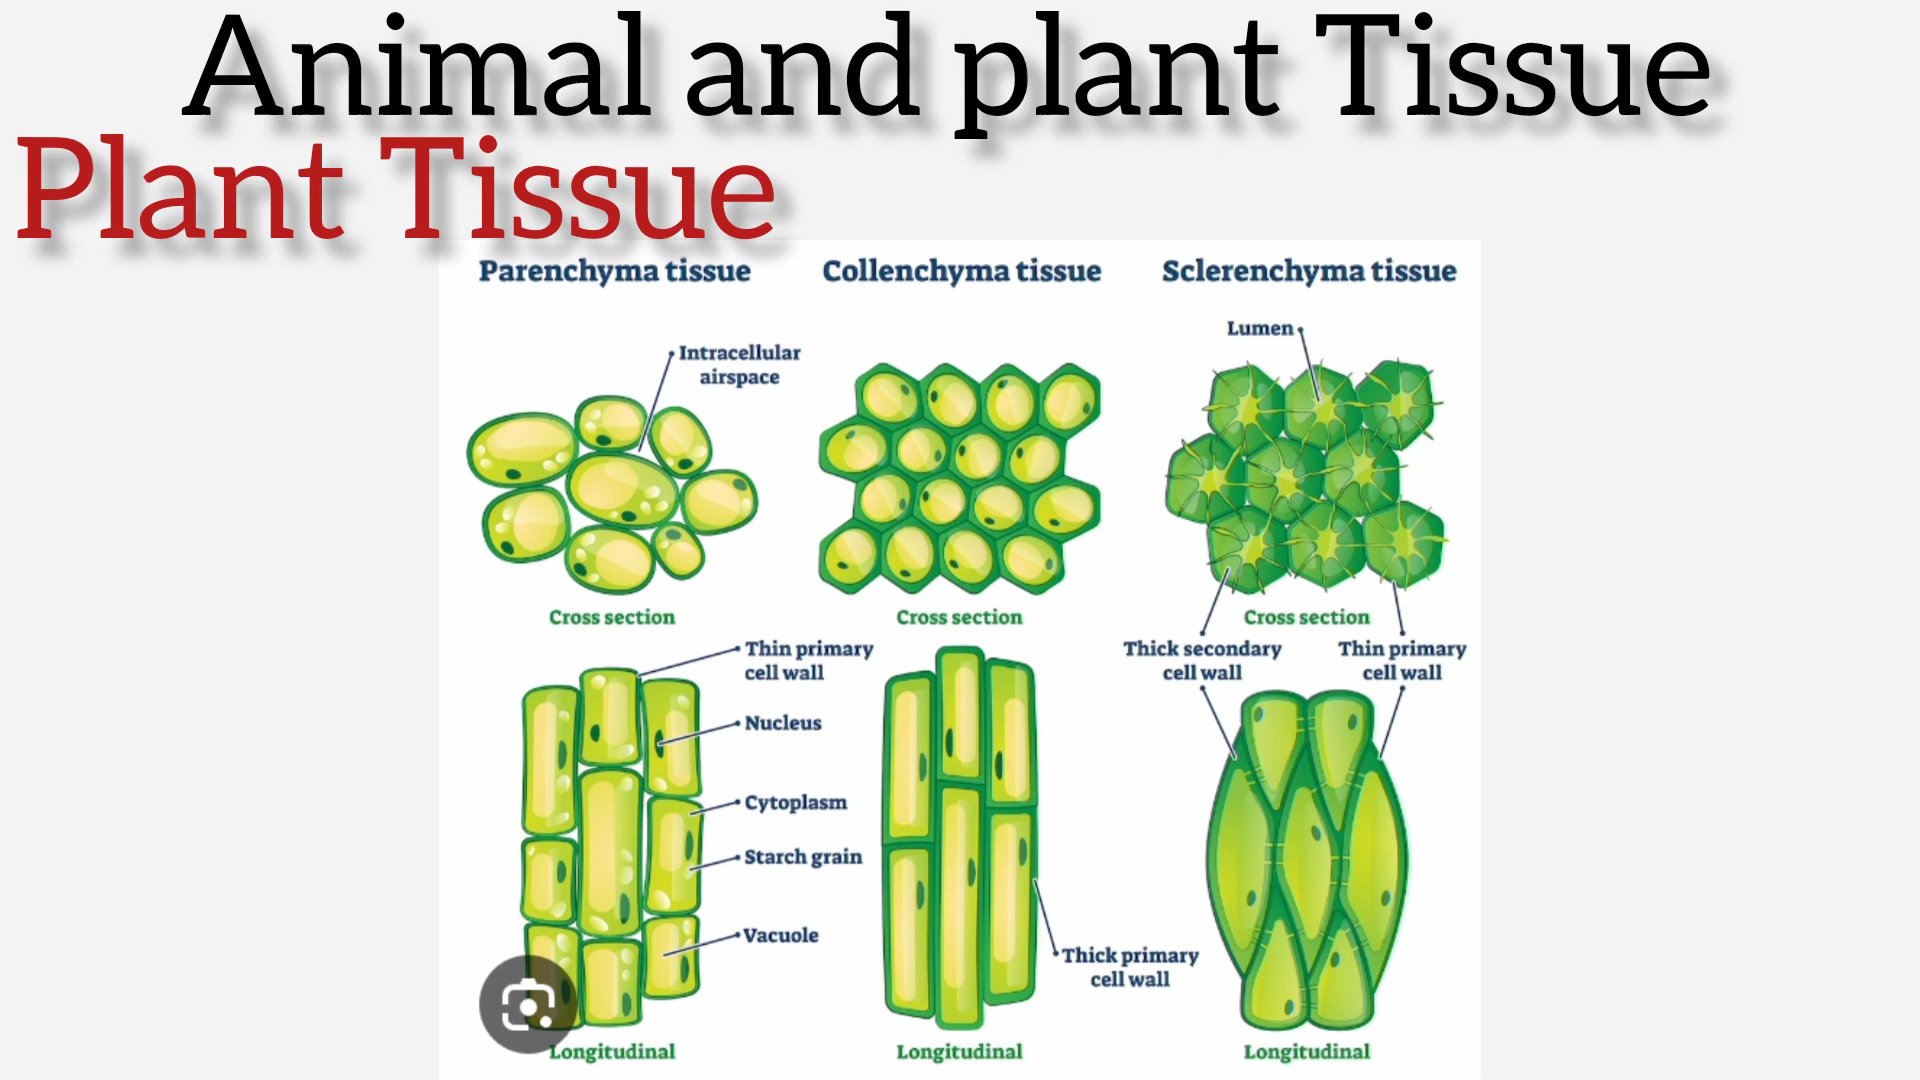 Animal and plant Tissue
Plant Tissue
Parenchyma tissue
Collenchyma tissue
Sclerenchyma tissue
Lumen
Intracellular
airspace
Cross section
Cross section
Cross section
Thin primary
cell wall
Thick secondary
cell wall
Thin primary
cell wall
Nucleus
Cytoplasm
Starch grain
Vacuole
Thick primary
cell wall
Longitudinal
Longitudinal
Longitudinal